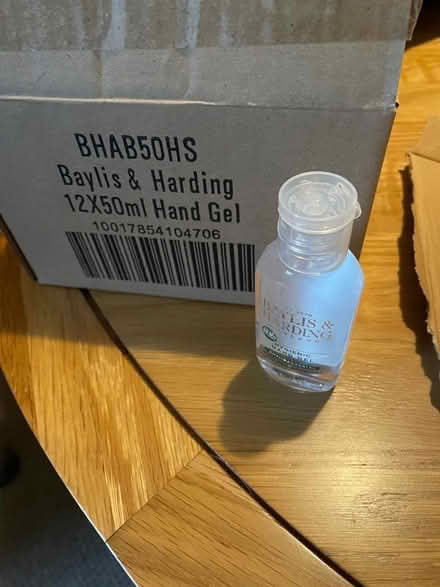 BHAB50HS
Baylis & Harding
12X50ml Hand Gel
10017854104706
BAYLIS &
HARDING